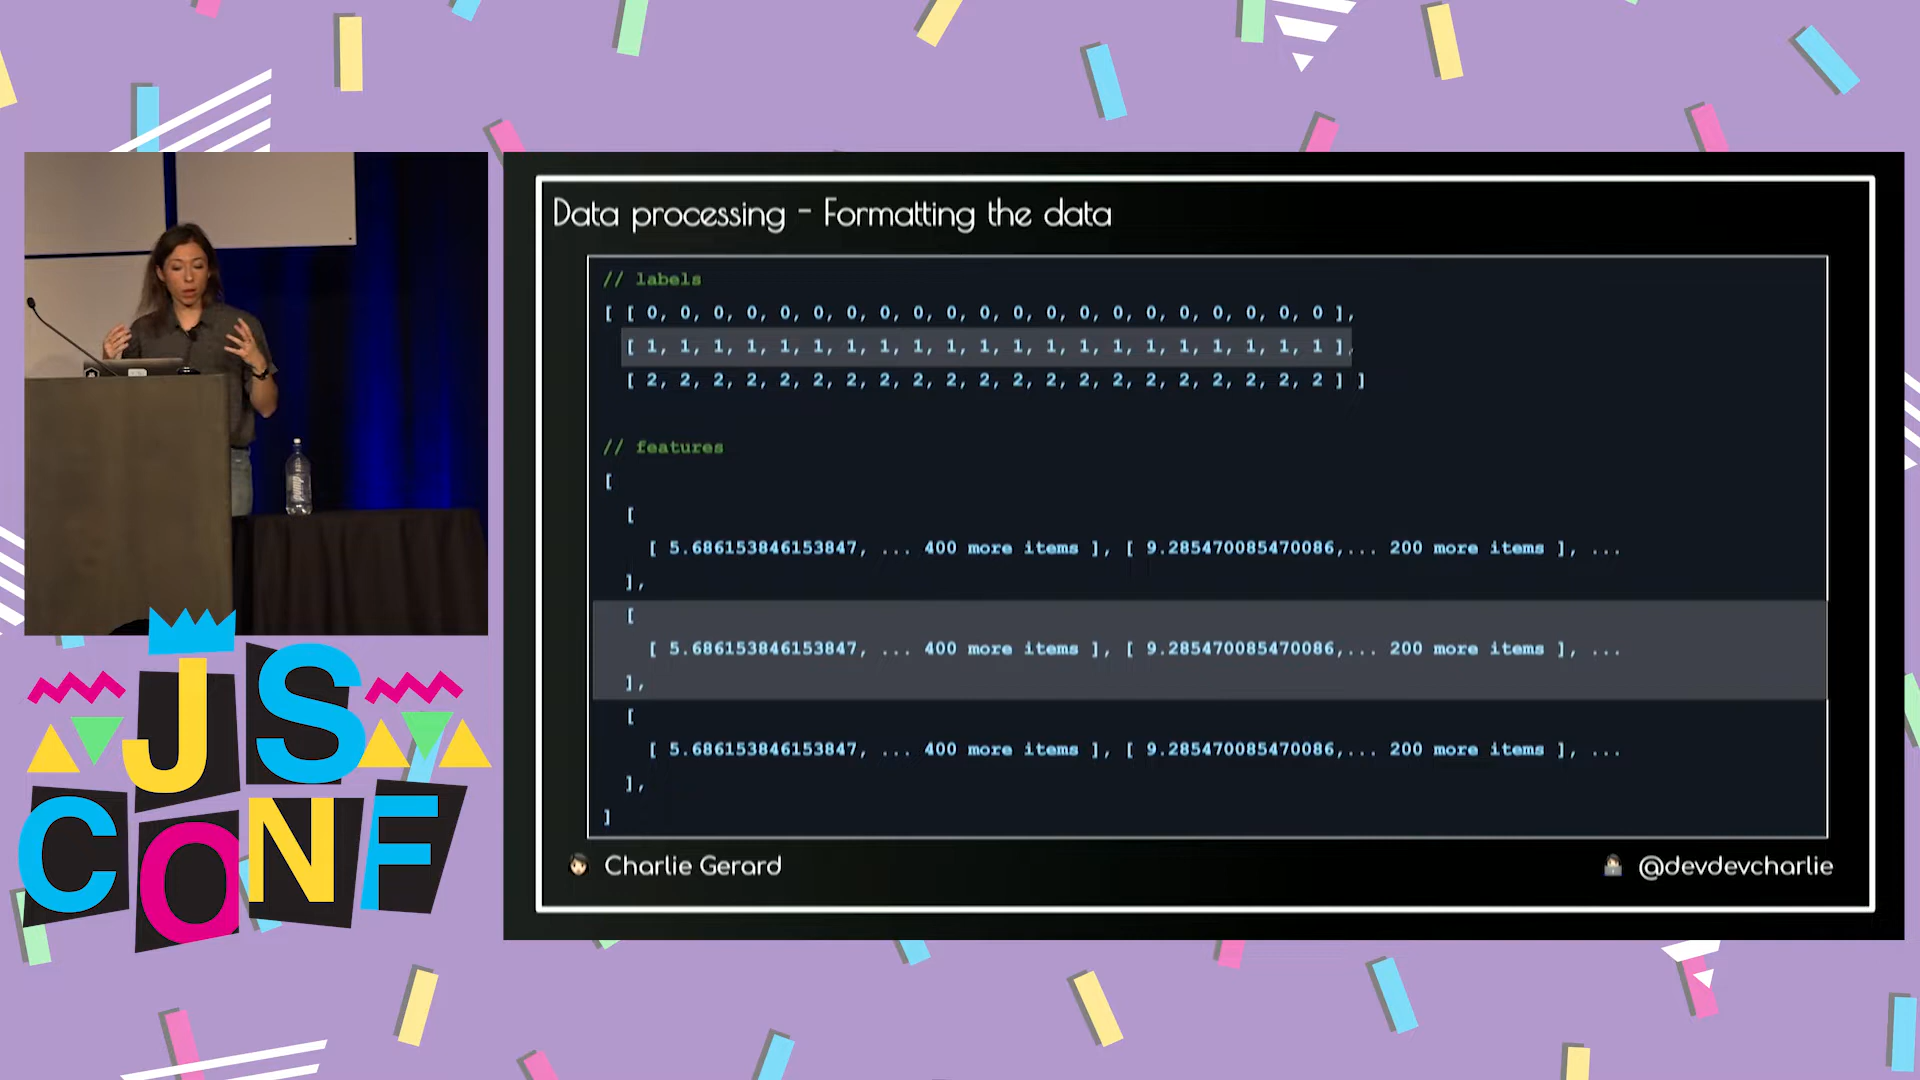 Data processing - Formatting the data
// labels
[ [ 0, 0, 0, 0, 0, 0, 0, 0, 0, 0, 0, 0, 0, 0, 0, 0, 0, 0, 0, 0, 0 ],
[ 1, 1, 1, 1, 1, 1, 1, 1, 1, 1, 1, 1, 1, 1, 1, 1, 1, 1, 1, 1, 1 ],
[ 2, 2, 2, 2, 2, 2, 2, 2, 2, 2, 2, 2, 2, 2, 2, 2, 2, 2, 2, 2, 2 ] ]
// features
[
[
[ 5.686153846153847, ... 400 more items ], [ 9.285470085470086,... 200 more items ], ...
],
[
[ 5.686153846153847, ... 400 more items ], [ 9.285470085470086,... 200 more items ], ...
],
[
[ 5.686153846153847, ... 400 more items ], [ 9.285470085470086,... 200 more items ], ...
],
]
Charlie Gerard
@devdevcharlie
JS
CONF
pump